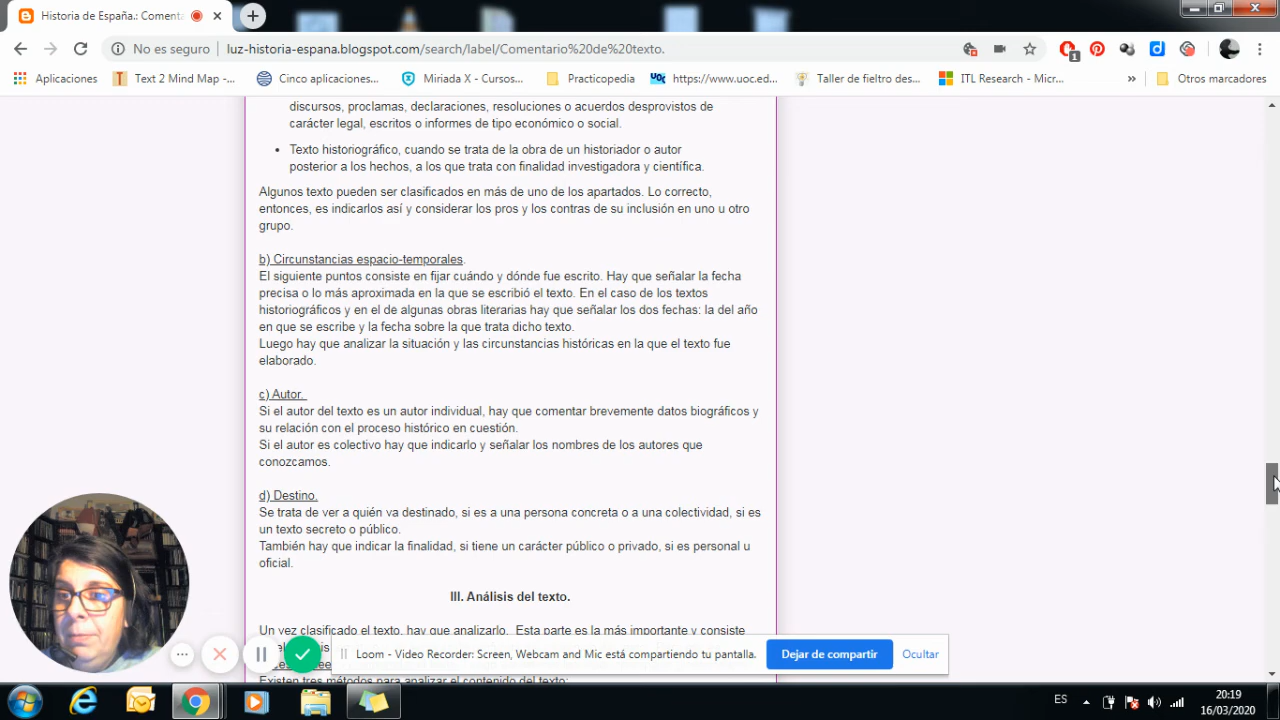 Historia de España.: Comenta
No es seguro
luz-historia-espana.blogspot.com/search/label/Comentario%20de%20texto.
1
Aplicaciones
Text 2 Mind Map -...
Cinco aplicaciones...
Miriada X - Cursos...
Practicopedia
UOC
https://www.uoc.ed...
Taller de fieltro des...
ITL Research - Micr...
»
Otros marcadores
discursos, proclamas, declaraciones, resoluciones o acuerdos desprovistos de
carácter legal, escritos o informes de tipo económico o social.
• Texto historiográfico, cuando se trata de la obra de un historiador o autor
posterior a los hechos, a los que trata con finalidad investigadora y científica.
Algunos texto pueden ser clasificados en más de uno de los apartados. Lo correcto,
entonces, es indicarlos así y considerar los pros y los contras de su inclusión en uno u otro
grupo.
b) Circunstancias espacio-temporales.
El siguiente puntos consiste en fijar cuándo y dónde fue escrito. Hay que señalar la fecha
precisa o lo más aproximada en la que se escribió el texto. En el caso de los textos
historiográficos y en el de algunas obras literarias hay que señalar los dos fechas: la del año
en que se escribe y la fecha sobre la que trata dicho texto.
Luego hay que analizar la situación y las circunstancias históricas en la que el texto fue
elaborado.
c) Autor.
Si el autor del texto es un autor individual, hay que comentar brevemente datos biográficos y
su relación con el proceso histórico en cuestión.
Si el autor es colectivo hay que indicarlo y señalar los nombres de los autores que
conozcamos.
d) Destino.
Se trata de ver a quién va destinado, si es a una persona concreta o a una colectividad, si es
un texto secreto o público.
También hay que indicar la finalidad, si tiene un carácter público o privado, si es personal u
oficial.
III. Análisis del texto.
Un vez clasificado el texto, hay que analizarlo. Esta parte es la más importante y consiste
Loom - Video Recorder: Screen, Webcam and Mic está compartiendo tu pantalla.
Dejar de compartir
Ocultar
Existen tres métodos para analizar el contenido del texto:
ES
20:19
16/03/2020